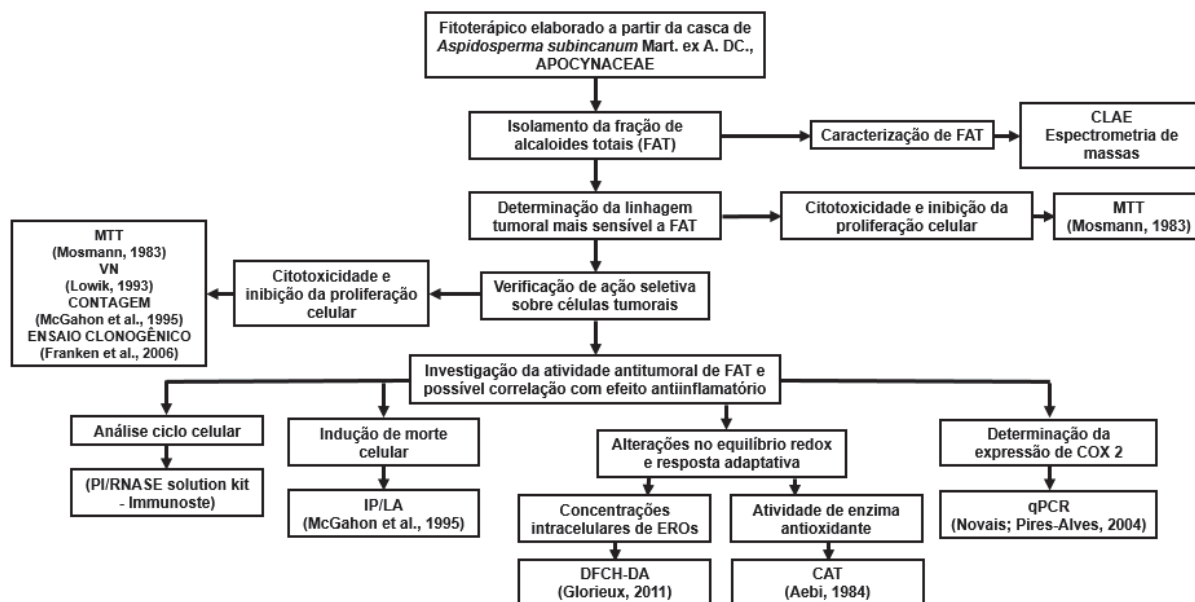 Fitoterápico elaborado a partir da casca de
Aspidosperma subincanum Mart. ex A. DC.,
APOCYNACEAE
Isolamento da fração de
alcaloides totais (FAT)
Caracterização de FAT
CLAE
Espectrometria de
massas
Determinação da linhagem
tumoral mais sensível a FAT
Citotoxicidade e inibição da
proliferação celular
MTT
(Mosmann, 1983)
Verificação de ação seletiva
sobre células tumorais
Citotoxicidade e
inibição da proliferação
celular
MTT
(Mosmann, 1983)
VN
(Lowik, 1993)
CONTAGEM
(McGahon et al., 1995)
ENSAIO CLONOGÊNICO
(Franken et al., 2006)
Investigação da atividade antitumoral de FAT e
possível correlação com efeito antiinflamatório
Análise ciclo celular
(PI/RNASE solution kit
- Immunoste)
Indução de morte
celular
IP/LA
(McGahon et al., 1995)
Alterações no equilíbrio redox
e resposta adaptativa
Concentrações
intracelulares de EROs
DFCH-DA
(Glorieux, 2011)
Atividade de enzima
antioxidante
CAT
(Aebi, 1984)
Determinação da
expressão de COX 2
qPCR
(Novais; Pires-Alves, 2004)